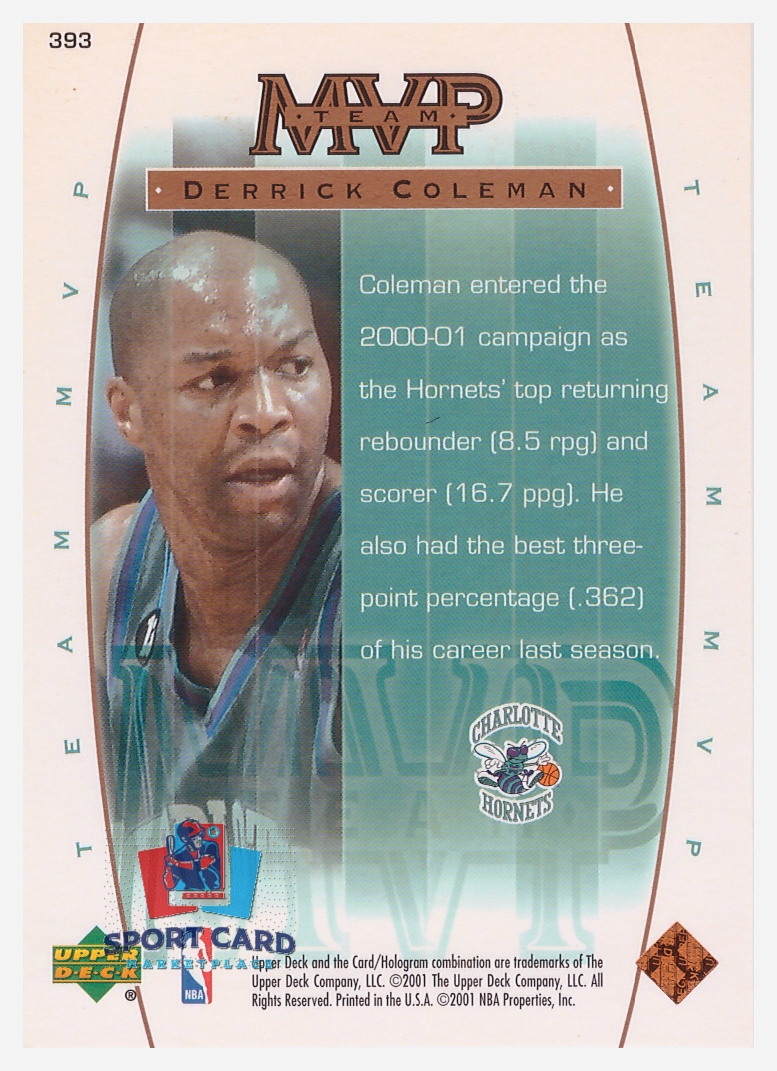 393
MVP
·TEAM·
· DERRICK COLEMAN ·
TEAM MVP
TEAM MVP
Coleman entered the
2000-01 campaign as
the Hornets' top returning
rebounder (8.5 rpg) and
scorer (16.7 ppg). He
also had the best three-
point percentage (.362)
of his career last season.
MVP
TEAM
CHARLOTTE
HORNETS
SPORT CARD
MARKETPLACE
UPPER
DECK
®
NBA
Upper Deck and the Card/Hologram combination are trademarks of The
Upper Deck Company, LLC. ©2001 The Upper Deck Company, LLC. All
Rights Reserved. Printed in the U.S.A. ©2001 NBA Properties, Inc.